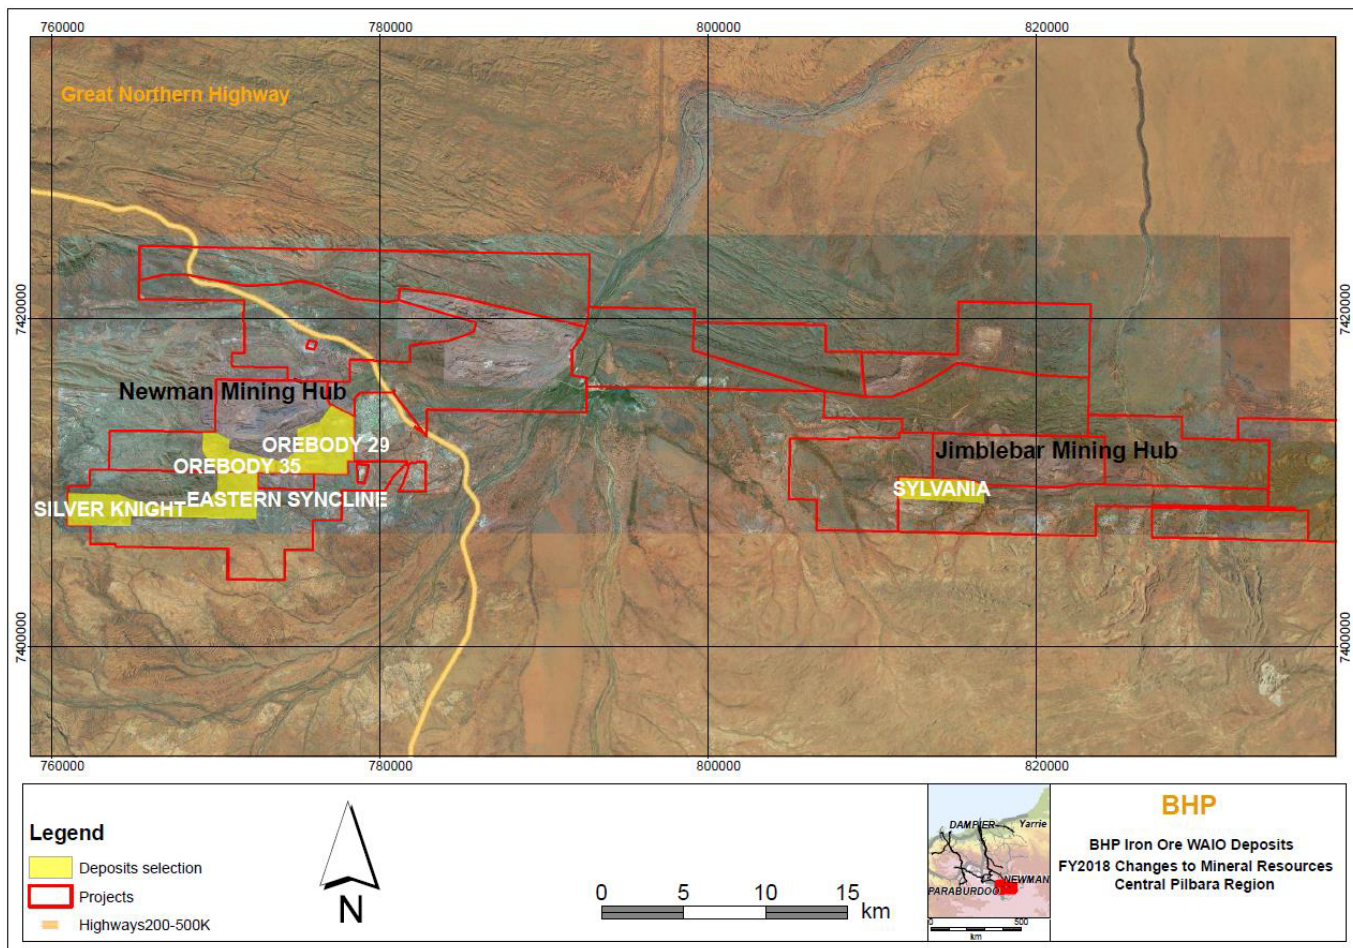 760000 780000 800000 820000
Great Northern Highway
7420000 7420000
Newman Mining Hub
OREBODY 29
OREBODY 35
EASTERN SYNCLINE
SILVER KNIGHT
Jimblebar Mining Hub
SYLVANIA
7400000 7400000
760000 780000 800000 820000
Legend
Deposits selection
Projects
Highways200-500K
N
0 5 10 15
km
DAMPIER
Yarrie
NEWMAN
PARABURDOO
0 500
km
BHP
BHP Iron Ore WAIO Deposits
FY2018 Changes to Mineral Resources
Central Pilbara Region